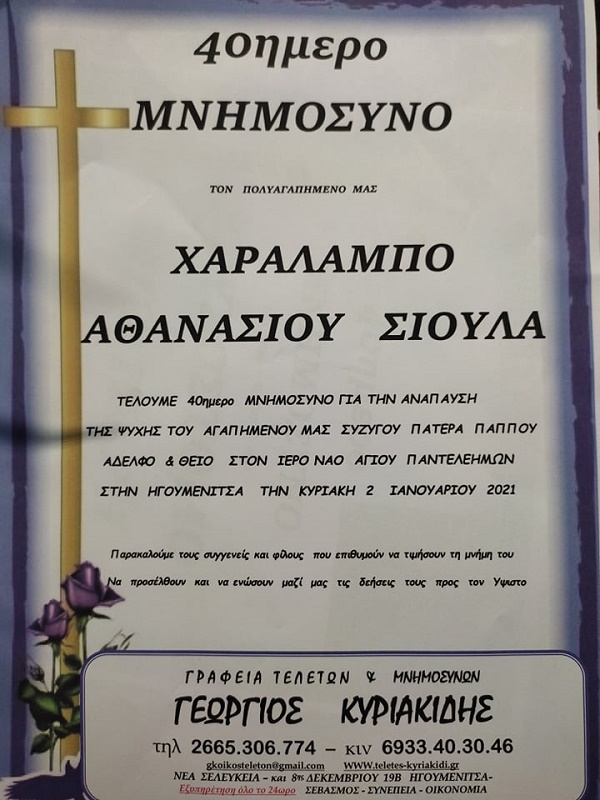 40ημερο
ΜΝΗΜΟΣΥΝΟ
ΤΟΝ ΠΟΛΥΑΓΑΠΗΜΕΝΟ ΜΑΣ
ΧΑΡΑΛΑΜΠΟ
ΑΘΑΝΑΣΙΟΥ ΣΙΟΥΛΑ
ΤΕΛΟΥΜΕ 40ημερο ΜΝΗΜΟΣΥΝΟ ΓΙΑ ΤΗΝ ΑΝΑΠΑΥΣΗ
ΤΗΣ ΨΥΧΗΣ ΤΟΥ ΑΓΑΠΗΜΕΝΟΥ ΜΑΣ ΣΥΖΥΓΟΥ ΠΑΤΕΡΑ ΠΑΠΠΟΥ
ΑΔΕΛΦΟ & ΘΕΙΟ ΣΤΟΝ ΙΕΡΟ ΝΑΟ ΑΓΙΟΥ ΠΑΝΤΕΛΕΗΜΩΝ
ΣΤΗΝ ΗΓΟΥΜΕΝΙΤΣΑ ΤΗΝ ΚΥΡΙΑΚΗ 2 ΙΑΝΟΥΑΡΙΟΥ 2021
Παρακαλούμε τους συγγενείς και φίλους που επιθυμούν να τιμήσουν τη μνήμη του
Να προσέλθουν και να ενώσουν μαζί μας τις δεήσεις τους προς τον Υψιστο
ΓΡΑΦΕΙΑ ΤΕΛΕΤΩΝ & ΜΝΗΜΟΣΥΝΩΝ
ΓΕΩΡΓΙΟΣ ΚΥΡΙΑΚΙΔΗΣ
τηλ 2665.306.774 – κιν 6933.40.30.46
gkoikosteleton@gmail.com WWW.teletes-kyriakidi.gr
ΝΕΑ ΣΕΛΕΥΚΕΙΑ – και 8ης ΔΕΚΕΜΒΡΙΟΥ 19Β ΗΓΟΥΜΕΝΙΤΣΑ-
Εξυπηρέτηση όλο το 24ωρο ΣΕΒΑΣΜΟΣ - ΣΥΝΕΠΕΙΑ - ΟΙΚΟΝΟΜΙΑ